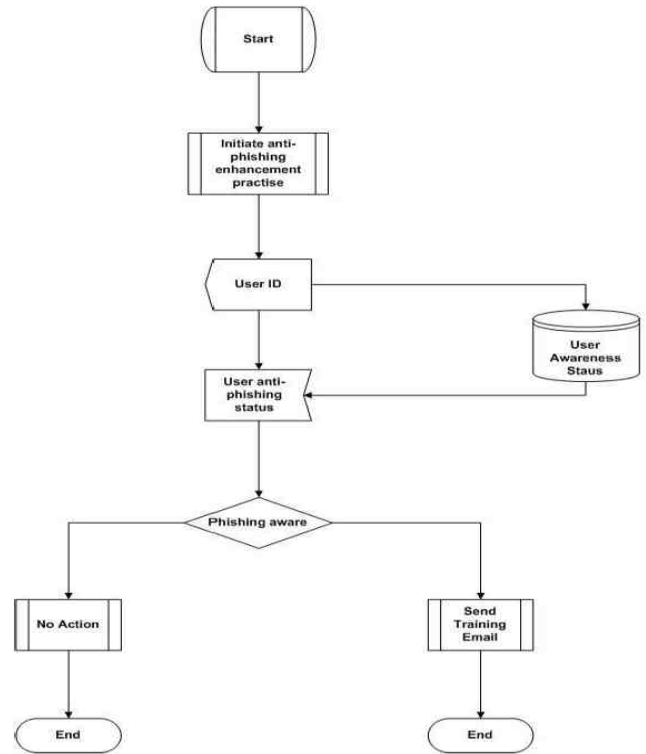 Start
Initiate anti-
phishing
enhancement
practise
User ID
User
Awareness
Staus
User anti-
phishing
status
Phishing aware
No Action
Send
Training
Email
End
End